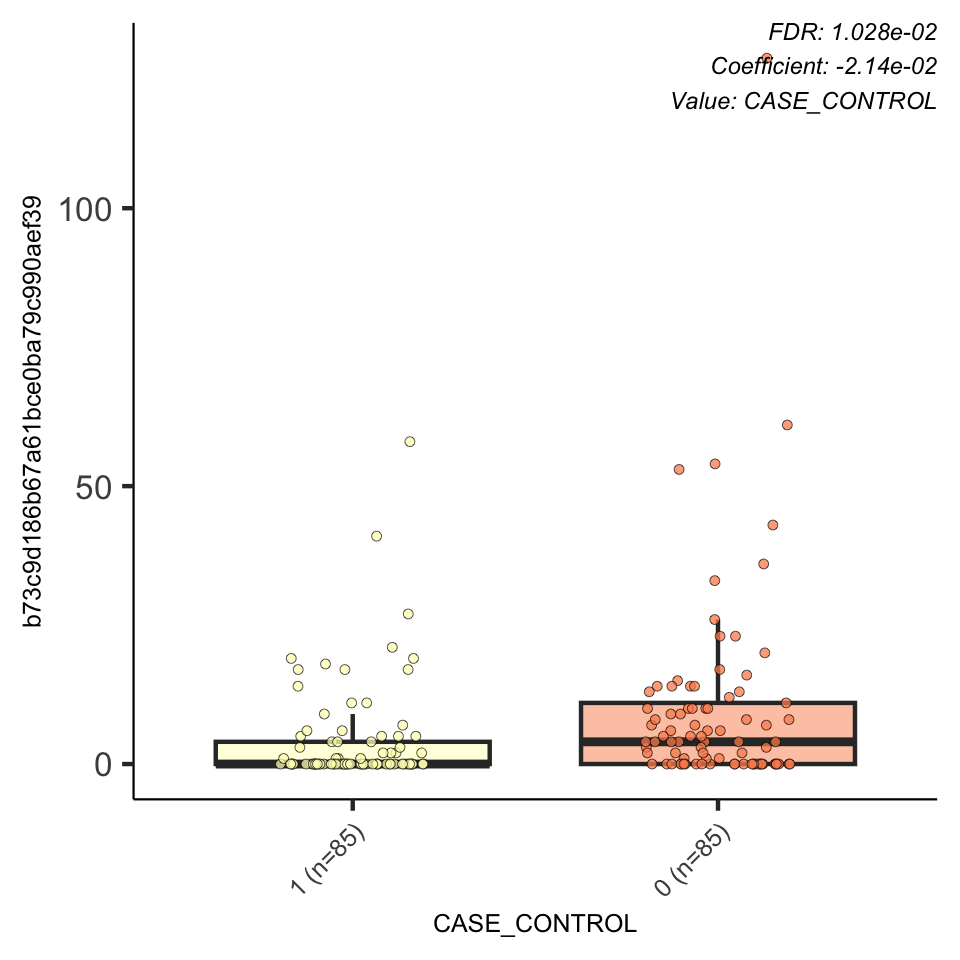 FDR: 1.028e-02
Coefficient: -2.14e-02
Value: CASE_CONTROL
b73c9d186b67a61bce0ba79c990aef39
100
50
0
1 (n=85)
0 (n=85)
CASE_CONTROL